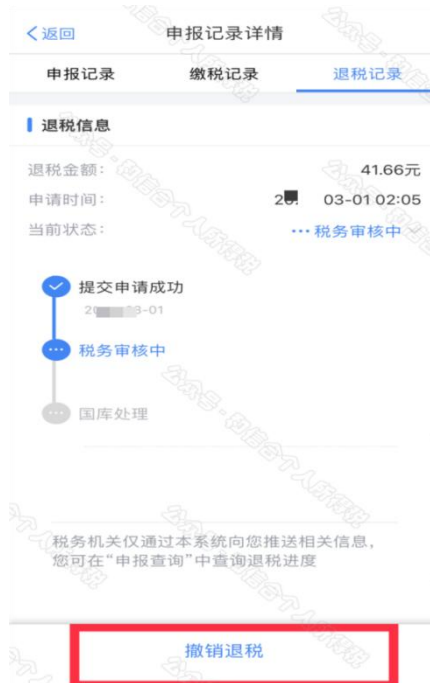 返回 申报记录详情
申报记录 缴税记录 退税记录
退税信息
退税金额: 41.66元
申请时间: 20. 03-01 02:05
当前状态: 税务审核中
提交申请成功
3-01
税务审核中
国库处理
税务机关仅通过本系统向您推送相关信息,
您可在“申报查询”中查询退税进度
撤销退税